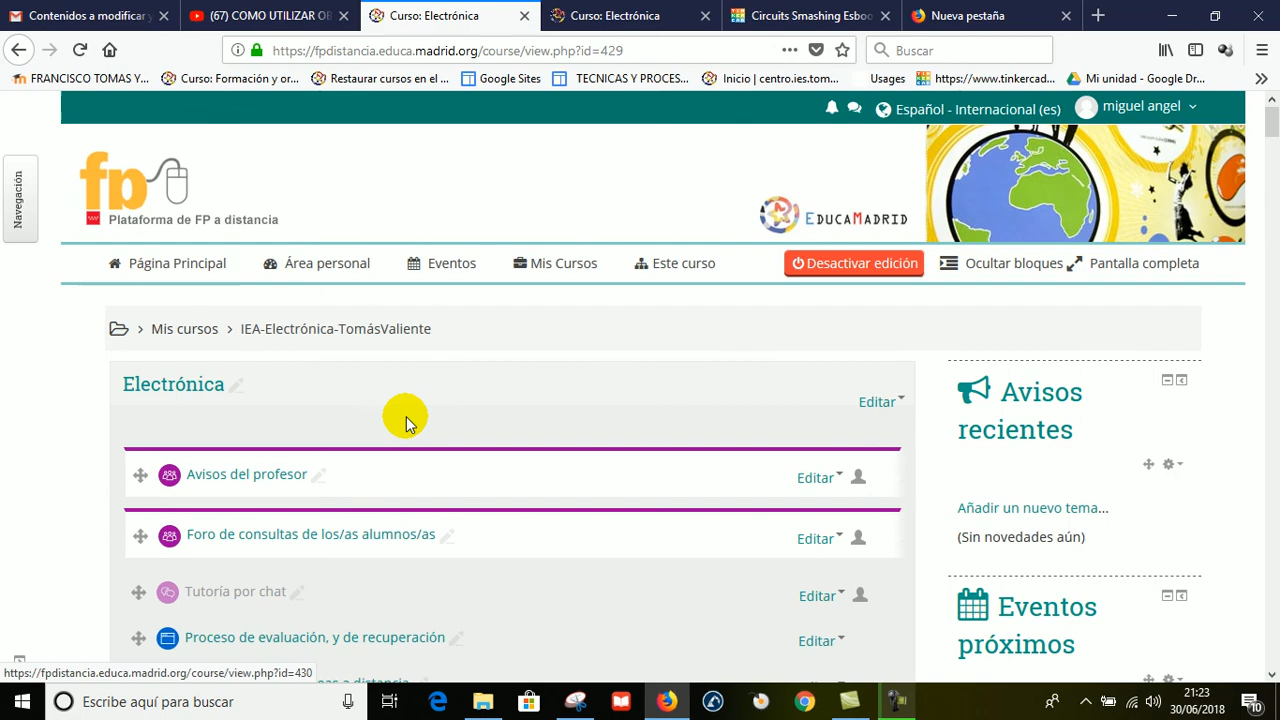 Contenidos a modificar y
(67) COMO UTILIZAR OB
Curso: Electrónica
Curso: Electrónica
Circuits Smashing Esboo
Nueva pestaña
https://fpdistancia.educa.madrid.org/course/view.php?id=429
Buscar
FRANCISCO TOMAS Y...
Curso: Formación y or...
Restaurar cursos en el ...
Google Sites
TECNICAS Y PROCES...
Inicio | centro.ies.tom...
Usages
https://www.tinkercad...
Mi unidad - Google Dr...
Español - Internacional (es)
miguel angel
Navegación
fp
Plataforma de FP a distancia
EDUCAMADRID
Página Principal
Área personal
Eventos
Mis Cursos
Este curso
Desactivar edición
Ocultar bloques
Pantalla completa
Mis cursos
IEA-Electrónica-TomásValiente
Electrónica
Editar
Avisos del profesor
Editar
Foro de consultas de los/as alumnos/as
Editar
Tutoría por chat
Editar
Proceso de evaluación, y de recuperación
Editar
Avisos
recientes
Añadir un nuevo tema...
(Sin novedades aún)
Eventos
próximos
https://fpdistancia.educa.madrid.org/course/view.php?id=430
Escribe aquí para buscar
21:23
30/06/2018
10